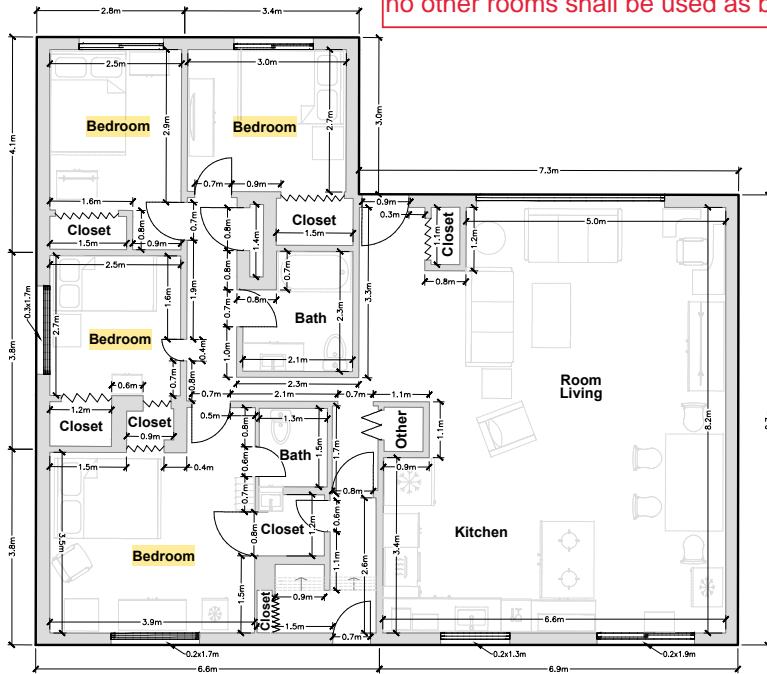 no other rooms shall be used as b
2.8m
3.4m
2.5m
3.0m
Bedroom
Bedroom
2.9m
2.7m
3.0m
4.1m
7.3m
0.7m
0.9m
0.9m
1.6m
0.3m
5.0m
Closet
0.8m
0.7m
0.8m
1.4m
Closet
1.1m
Closet
1.2m
1.5m
0.9m
1.5m
2.5m
0.8m
0.7m
0.8m
0.8m
1.6m
1.9m
2.3m
3.3m
0.3x1.7m
2.7m
Bedroom
0.7m
Bath
3.8m
0.4m
1.0m
2.1m
0.6m
0.7m
0.8m
2.3m
Room
Living
8.2m
1.2m
Closet
Closet
0.9m
0.7m
2.1m
0.7m
1.1m
0.5m
0.8m
1.3m
1.5m
1.7m
Other
1.1m
1.5m
0.4m
0.6m
Bath
0.9m
3.8m
3.5m
0.7m
0.8m
Bedroom
0.8m
Closet
1.2m
0.6m
Kitchen
3.4m
1.5m
1.1m
2.6m
0.9m
Closet
3.9m
1.5m
0.7m
6.6m
0.2x1.7m
0.2x1.3m
0.2x1.9m
6.6m
6.9m